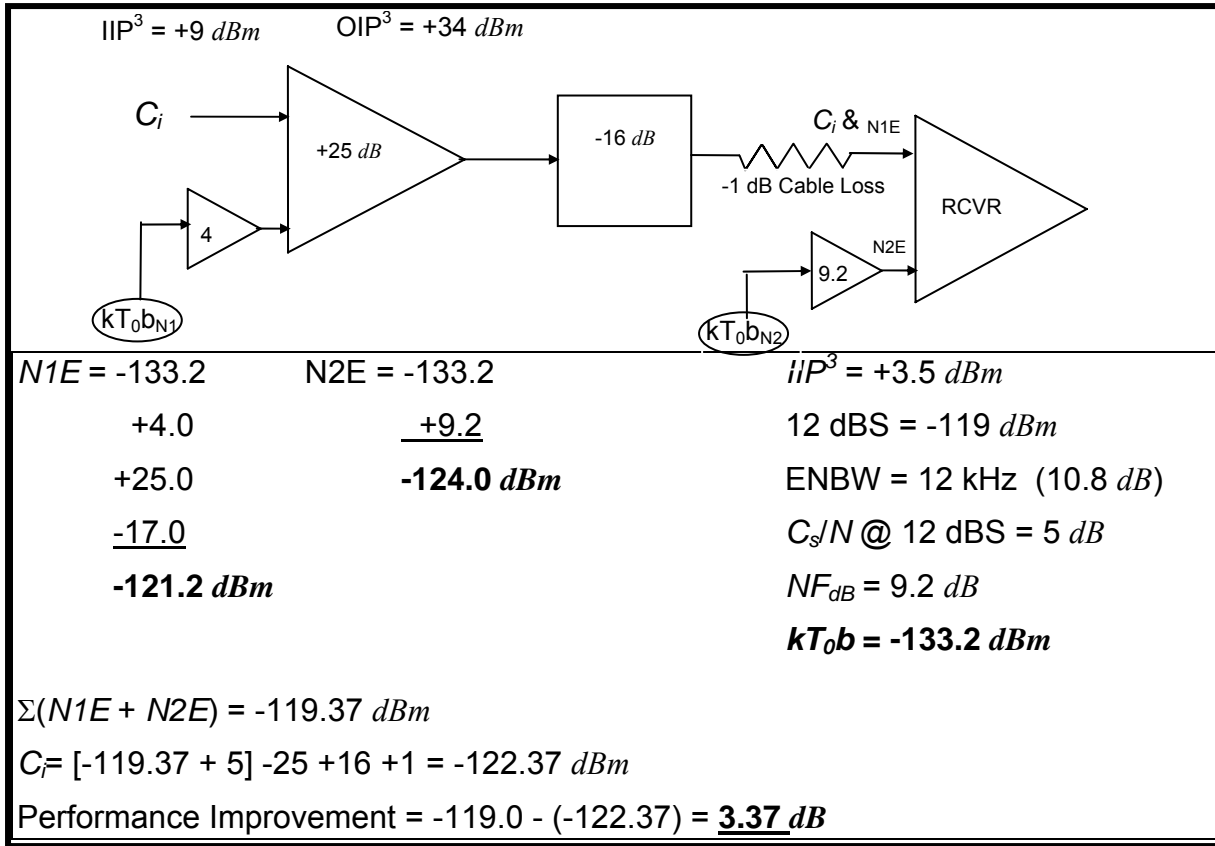 IIP³ = +9 dBm OIP³ = +34 dBm
Cᵢ
+25 dB
-16 dB
Cᵢ & N1E
-1 dB Cable Loss
RCVR
4
N2E
9.2
kT₀b_N1
kT₀b_N2
N1E = -133.2 N2E = -133.2 IIP³ = +3.5 dBm
+4.0 +9.2 12 dBS = -119 dBm
+25.0 -124.0 dBm ENBW = 12 kHz (10.8 dB)
-17.0 Cₛ/N @ 12 dBS = 5 dB
-121.2 dBm NF_dB = 9.2 dB
kT₀b = -133.2 dBm
Σ(N1E + N2E) = -119.37 dBm
Cᵢ= [-119.37 + 5] -25 +16 +1 = -122.37 dBm
Performance Improvement = -119.0 - (-122.37) = 3.37 dB